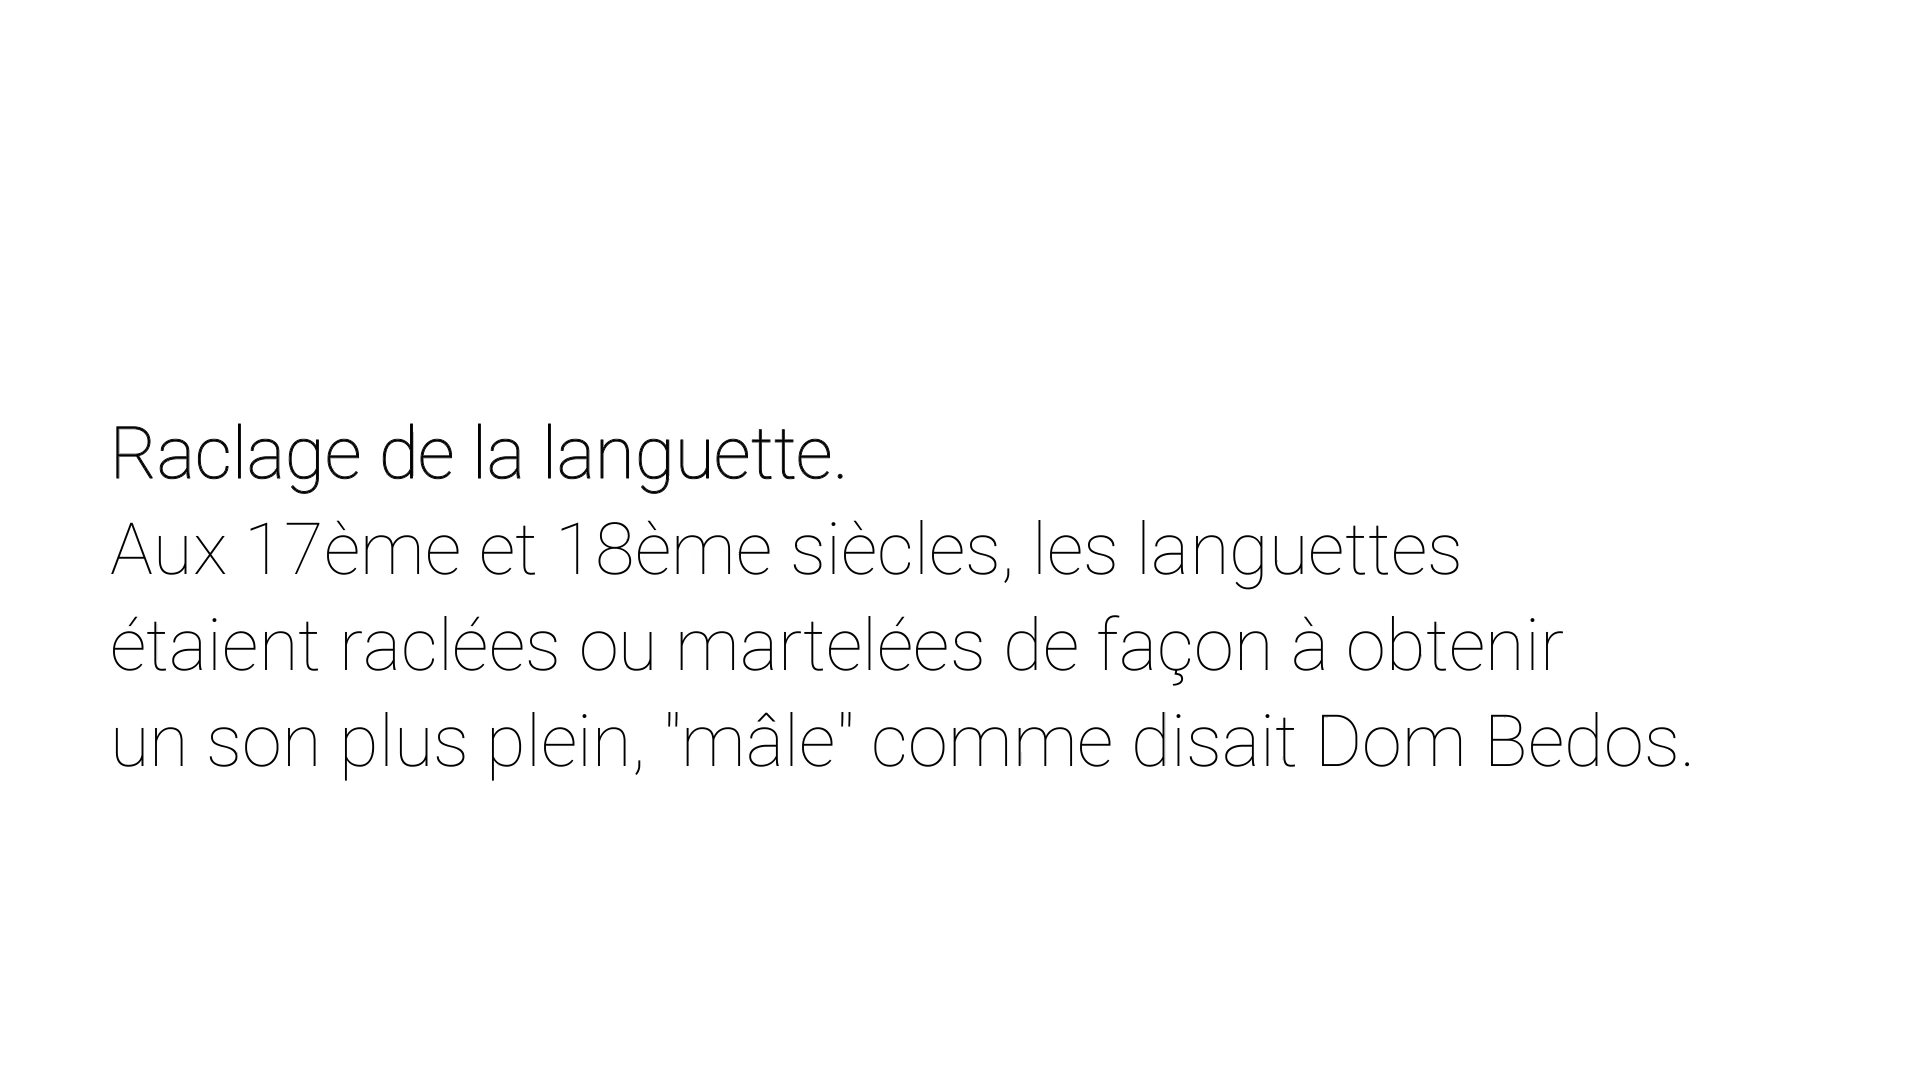 Raclage de la languette.
Aux 17ème et 18ème siècles, les languettes
étaient raclées ou martelées de façon à obtenir
un son plus plein, "mâle" comme disait Dom Bedos.